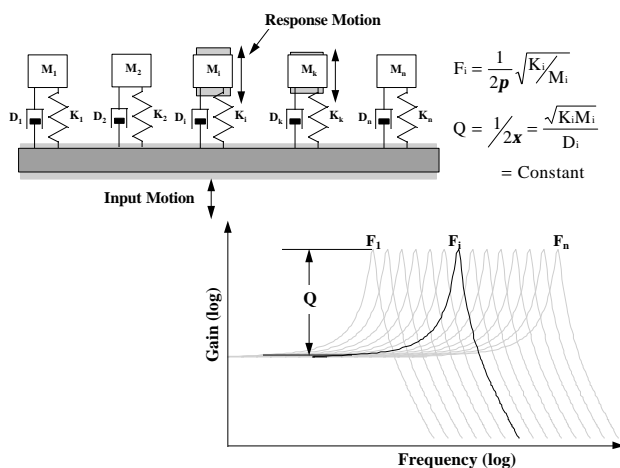 Response Motion
M1 M2 Mi Mk Mn
D1 K1 D2 K2 Di Ki Dk Kk Dn Kn
Fi = 1/2p √Ki/Mi
Q = 1/2x = √KiMi / Di
= Constant
Input Motion
F1 Fi Fn
Q
Gain (log)
Frequency (log)